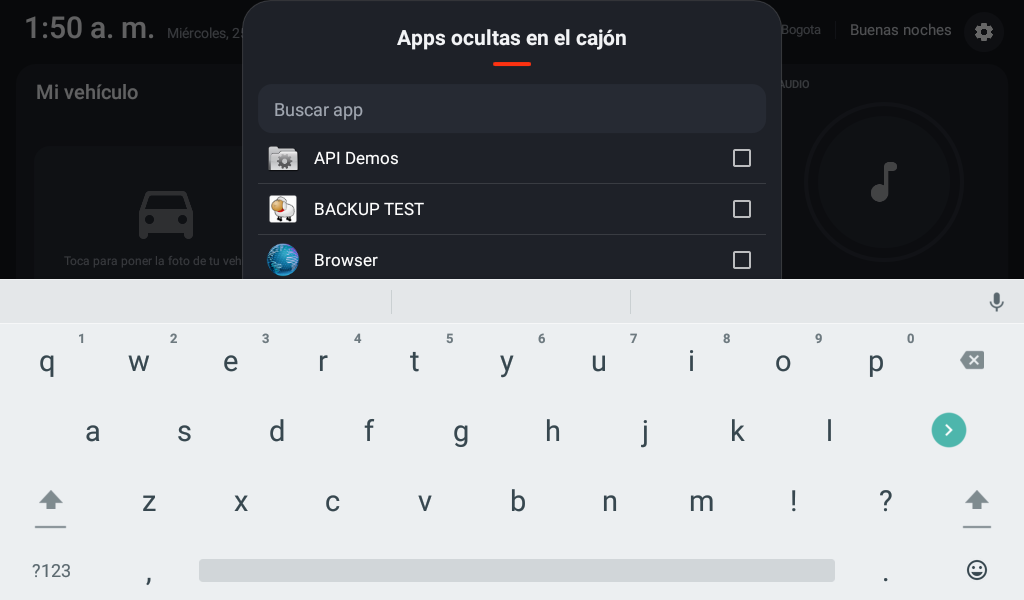 1:50 a. m. Miércoles, 25
Apps ocultas en el cajón
Bogota Buenas noches
Mi vehículo
AUDIO
Buscar app
API Demos
BACKUP TEST
Toca para poner la foto de tu veh
Browser
1 2 3 4 5 6 7 8 9 0
q w e r t y u i o p
a s d f g h j k l
z x c v b n m ! ?
?123 , .